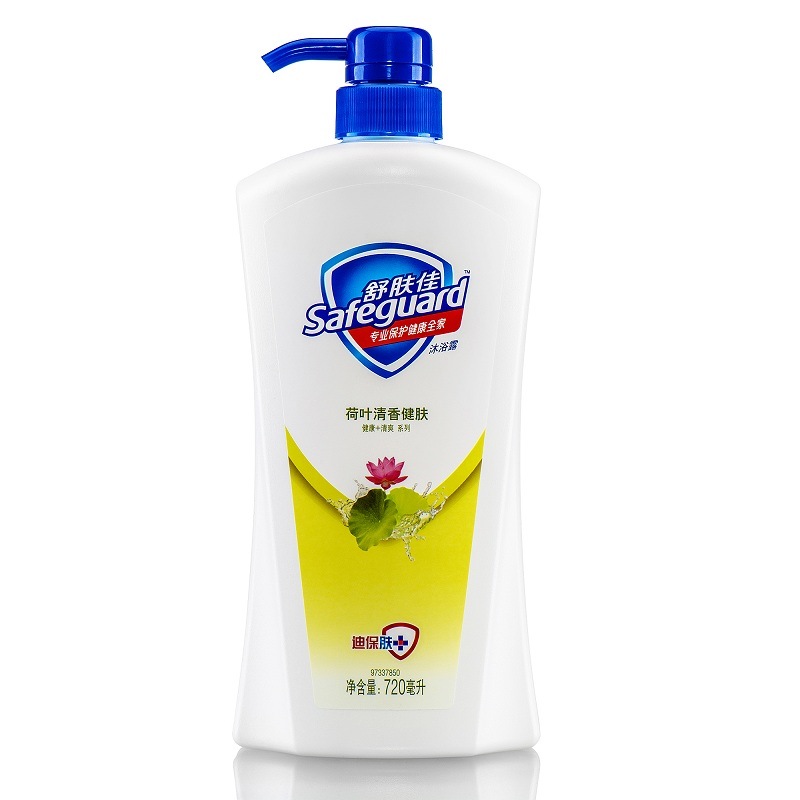 舒肤佳
Safeguard™
专业保护健康全家
沐浴露
荷叶清香健肤
健康+清爽 系列
迪保肤+
97337850
净含量：720毫升